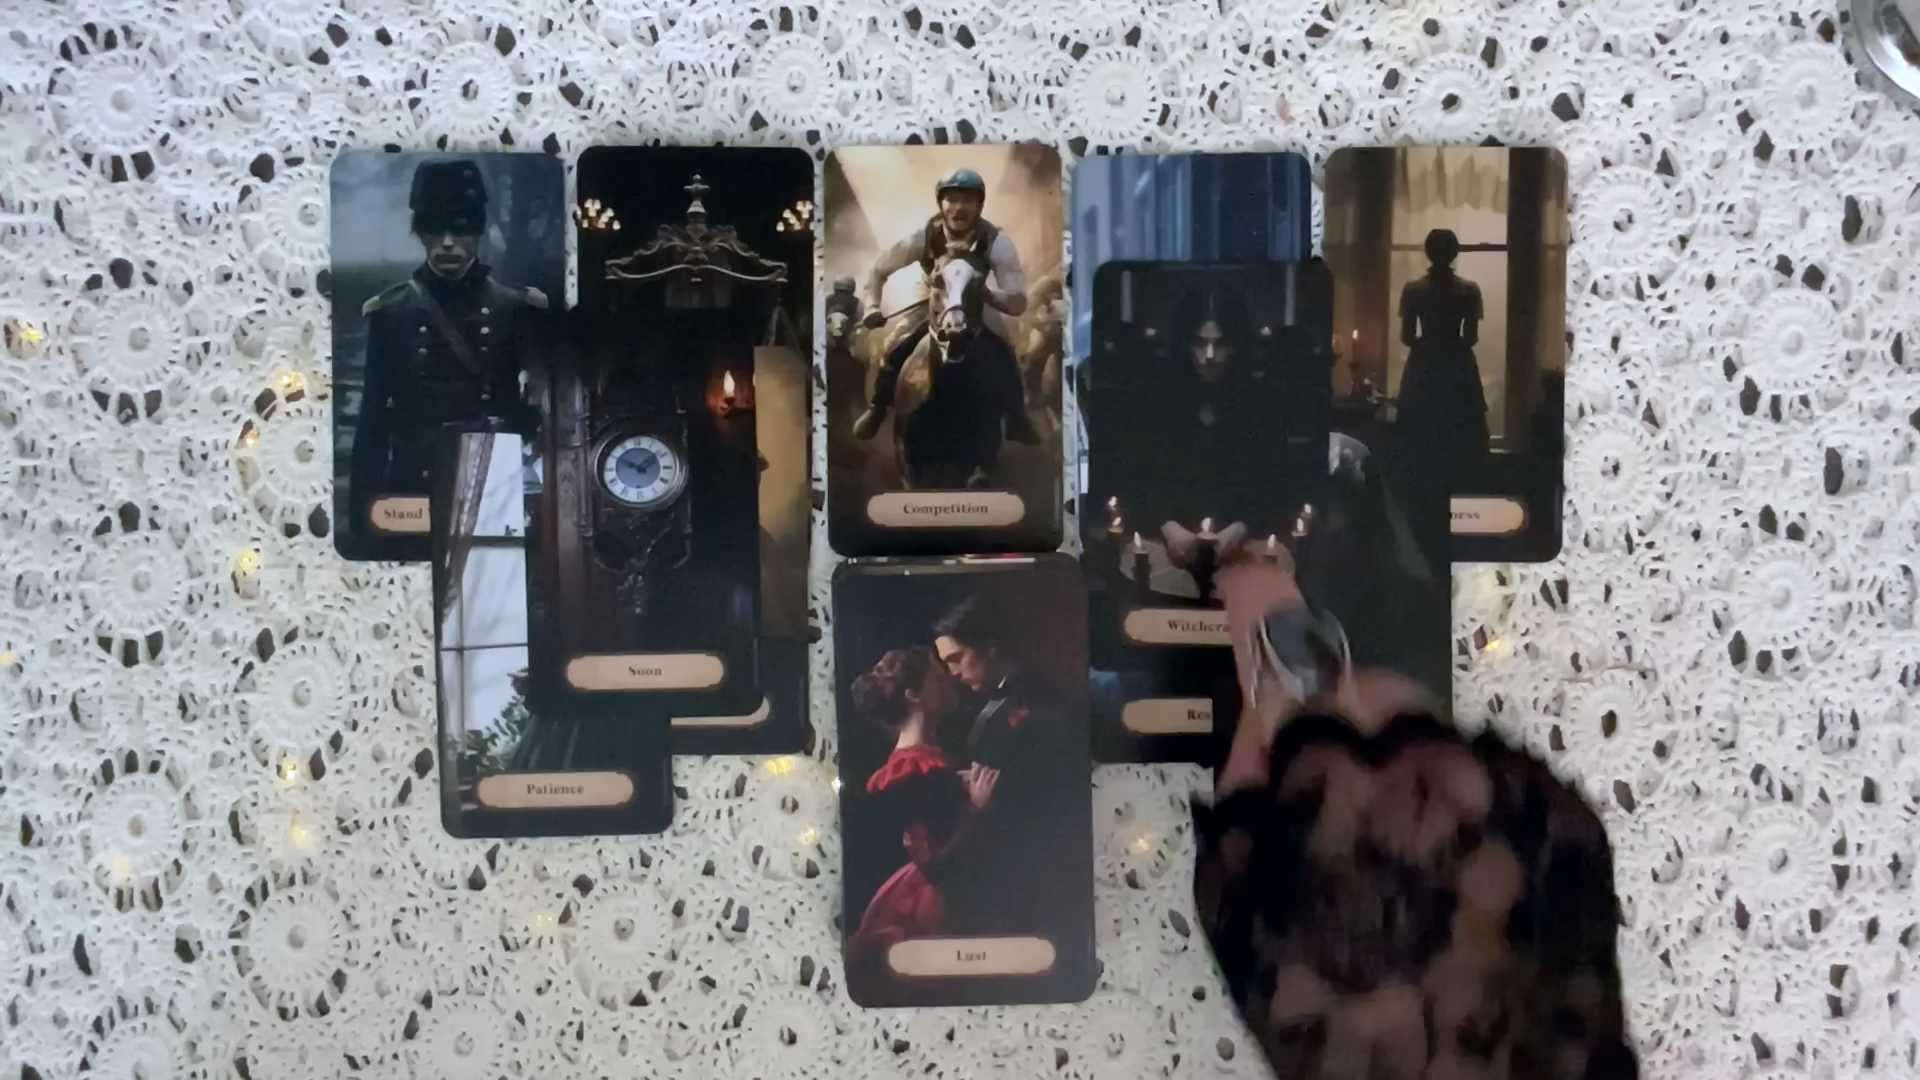 Stand
Competition
ness
Witchcra
Soon
Res
Patience
Lust